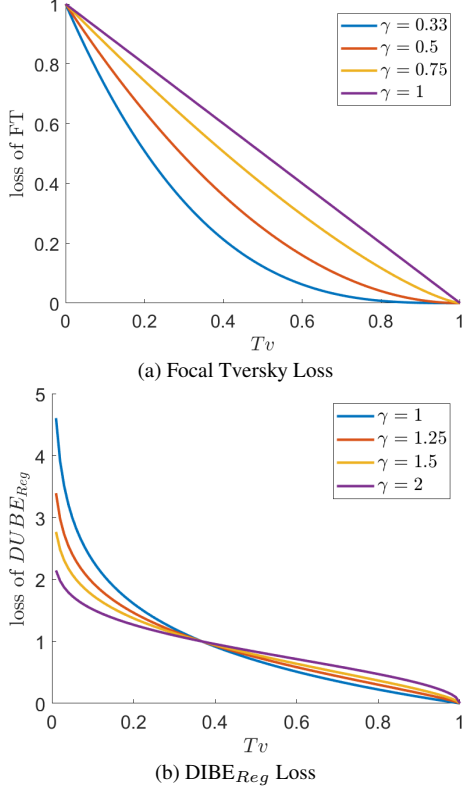 1
0.8
0.6
0.4
0.2
0
loss of FT
γ = 0.33
γ = 0.5
γ = 0.75
γ = 1
0 0.2 0.4 0.6 0.8 1
Tv
(a) Focal Tversky Loss
5
4
3
2
1
0
loss of DUBE_Reg
γ = 1
γ = 1.25
γ = 1.5
γ = 2
0 0.2 0.4 0.6 0.8 1
Tv
(b) DIBE_Reg Loss